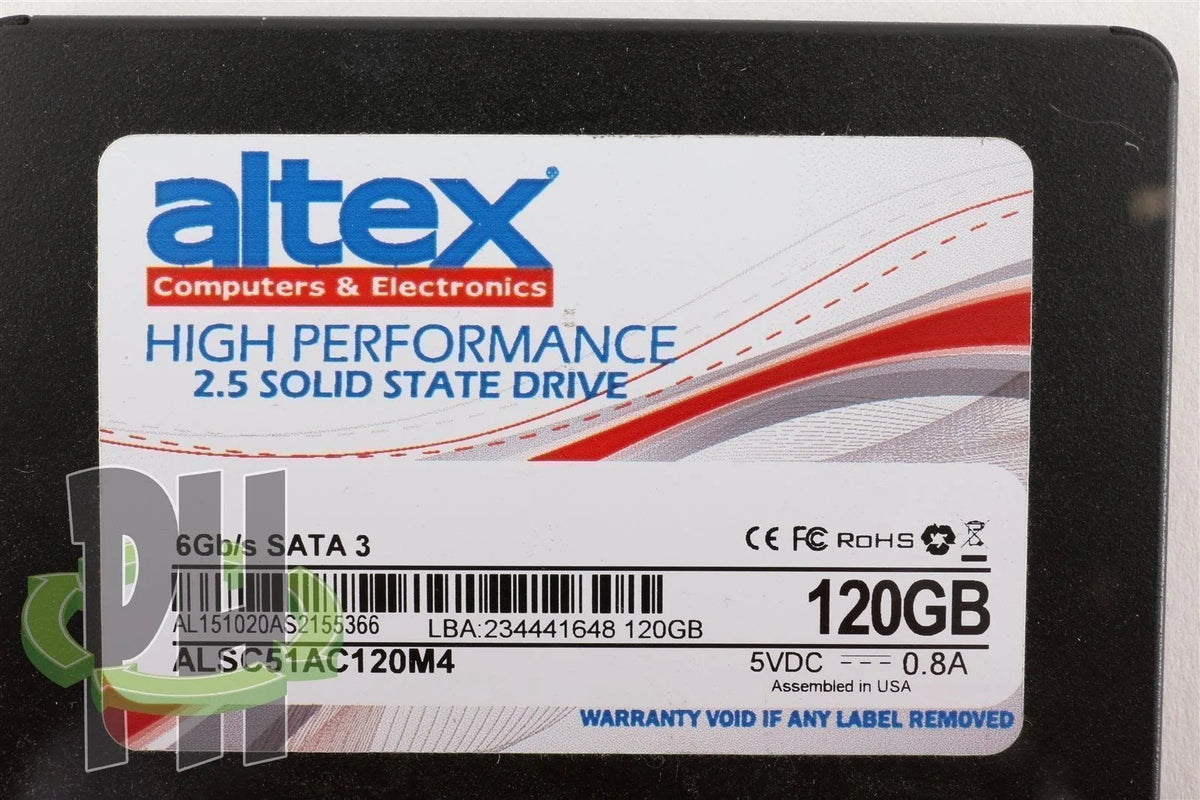 altex®
Computers & Electronics
HIGH PERFORMANCE
2.5 SOLID STATE DRIVE
6Gb/s SATA 3
CE FC RoHS
AL151020AS2155366
LBA:234441648 120GB
120GB
ALSC51AC120M4
5VDC 0.8A
Assembled in USA
WARRANTY VOID IF ANY LABEL REMOVED
PH